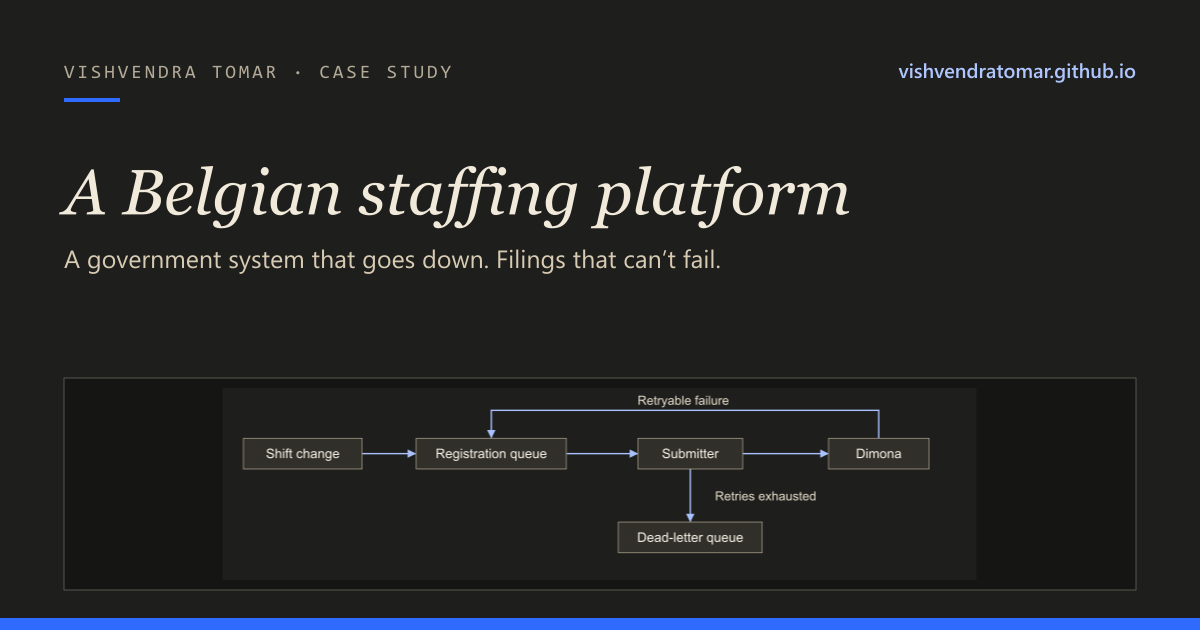 VISHVENDRA TOMAR · CASE STUDY
vishvendratomar.github.io
A Belgian staffing platform
A government system that goes down. Filings that can’t fail.
Retryable failure
Shift change
Registration queue
Submitter
Dimona
Retries exhausted
Dead-letter queue